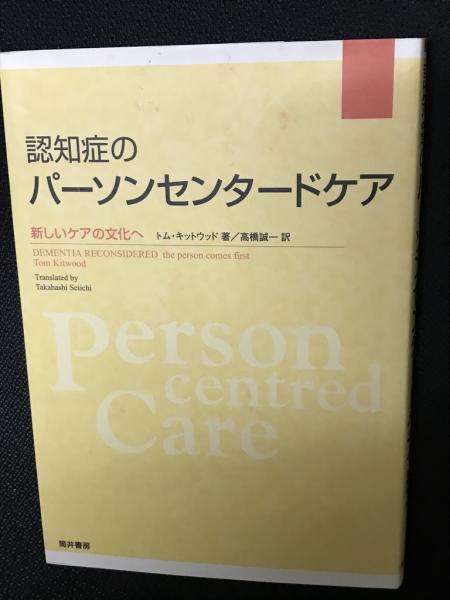 認知症の
パーソンセンタードケア
新しいケアの文化へ トム・キットウッド 著／高橋誠一 訳
DEMENTIA RECONSIDERED the person comes first
Tom Kitwood
Translated by
Takahashi Seiichi
Person
centred
Care
筒井書房